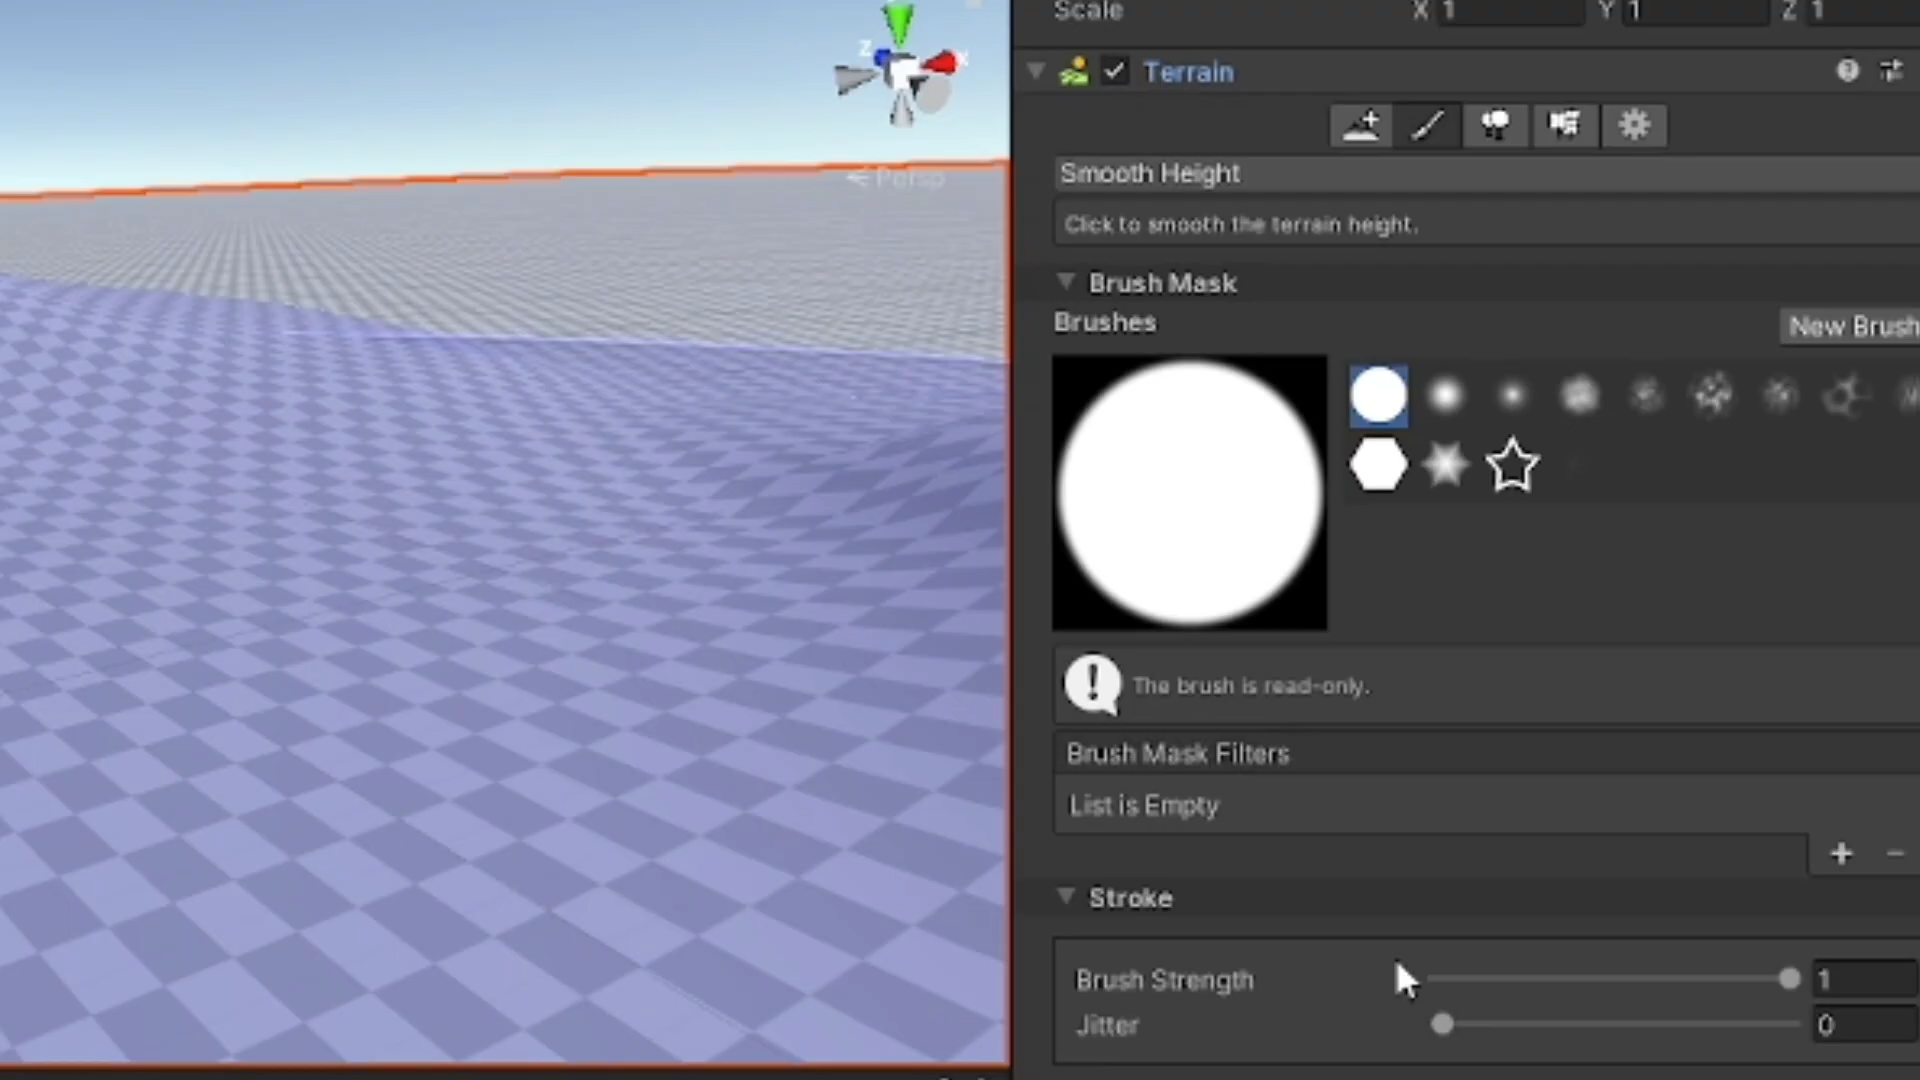 Scale X 1 Y 1 Z 1
Terrain
Z X
Persp
Smooth Height
Click to smooth the terrain height.
Brush Mask
Brushes
New Brush
The brush is read-only.
Brush Mask Filters
List is Empty
Stroke
Brush Strength 1
Jitter 0